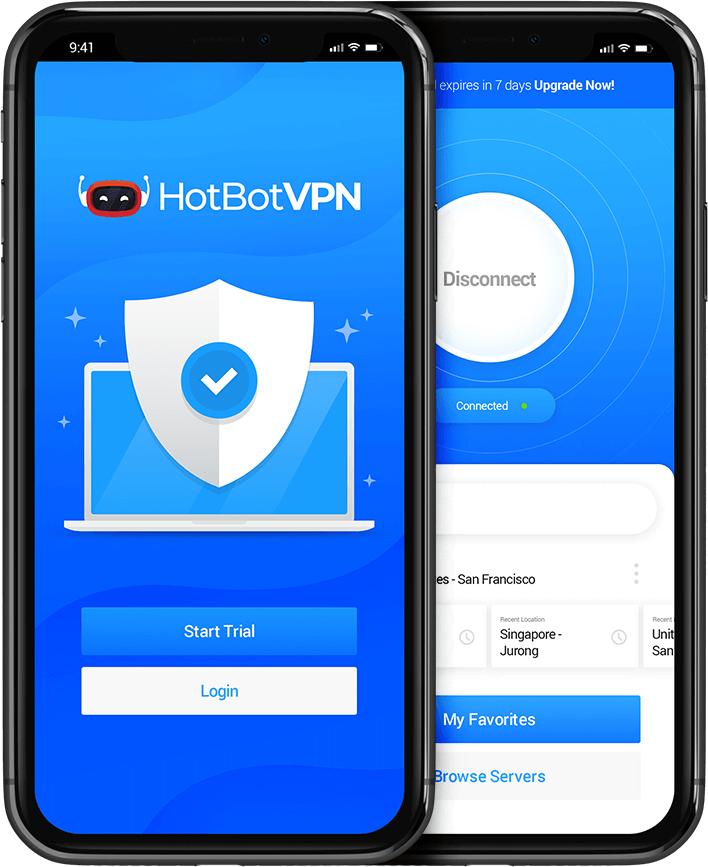 9:41
HotBotVPN
Start Trial
Login
expires in 7 days Upgrade Now!
Disconnect
Connected
es - San Francisco
Recent Location
Singapore -
Jurong
Recent
Unit
San
My Favorites
Browse Servers